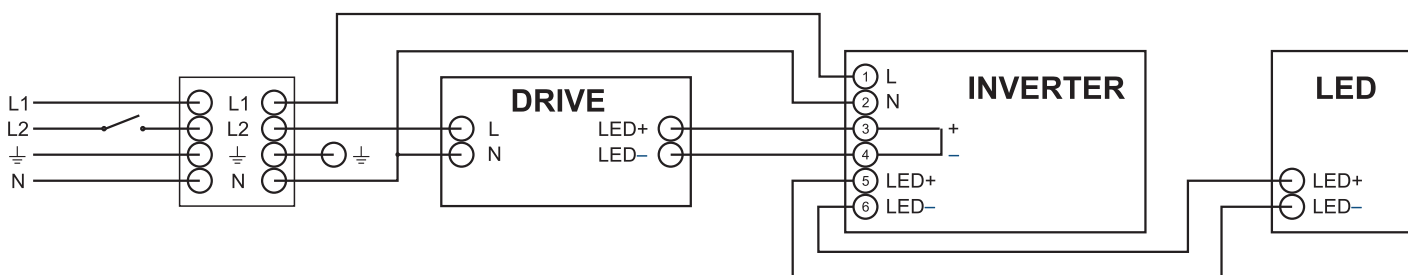 L1
L2
⏚
N
L1
L2
⏚
N
⏚
DRIVE
L
N
LED+
LED–
INVERTER
1 L
2 N
3 +
4 –
5 LED+
6 LED–
LED
LED+
LED–